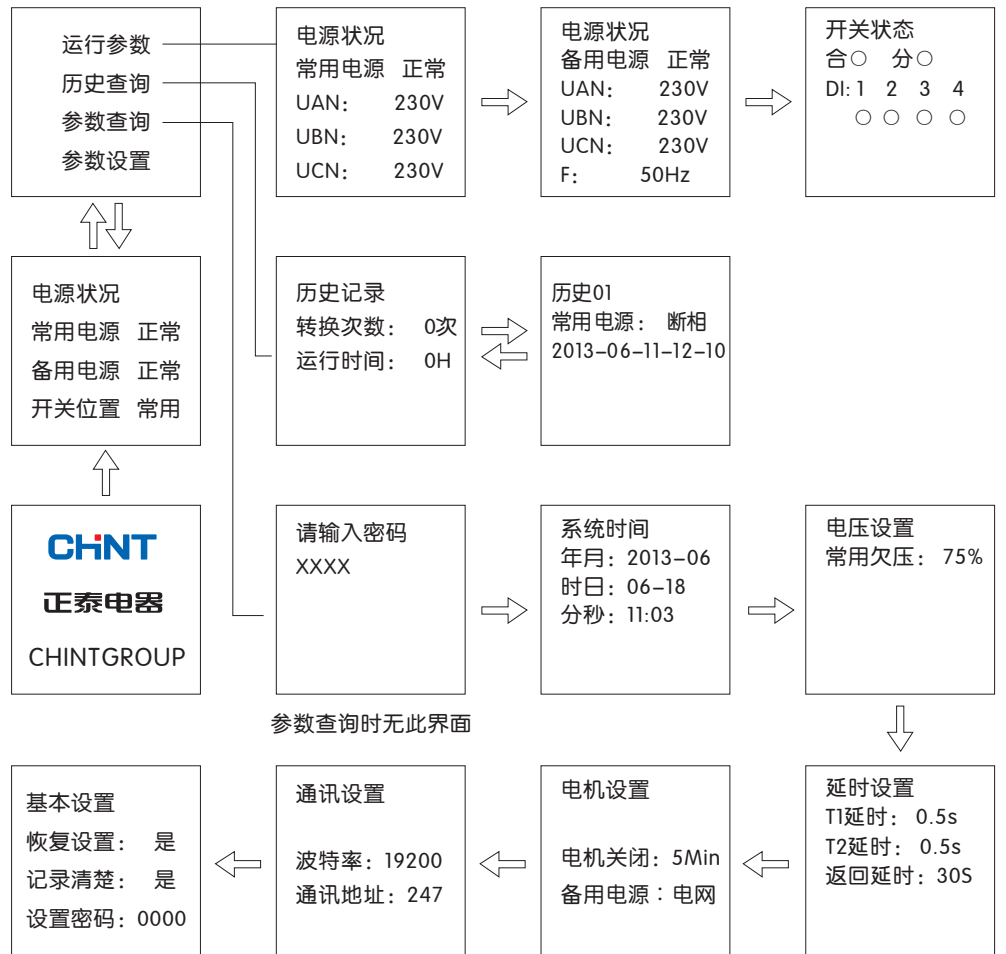 运行参数
历史查询
参数查询
参数设置
电源状况
常用电源 正常
UAN： 230V
UBN： 230V
UCN： 230V
电源状况
备用电源 正常
UAN： 230V
UBN： 230V
UCN： 230V
F： 50Hz
开关状态
合○ 分○
DI: 1 2 3 4
○ ○ ○ ○
电源状况
常用电源 正常
备用电源 正常
开关位置 常用
历史记录
转换次数： 0次
运行时间： 0H
历史01
常用电源： 断相
2013-06-11-12-10
CHNT
正泰电器
CHINTGROUP
请输入密码
XXXX
参数查询时无此界面
系统时间
年月：2013-06
时日：06-18
分秒：11:03
电压设置
常用欠压： 75%
基本设置
恢复设置： 是
记录清楚： 是
设置密码：0000
通讯设置
波特率：19200
通讯地址：247
电机设置
电机关闭：5Min
备用电源：电网
延时设置
T1延时： 0.5s
T2延时： 0.5s
返回延时：30S